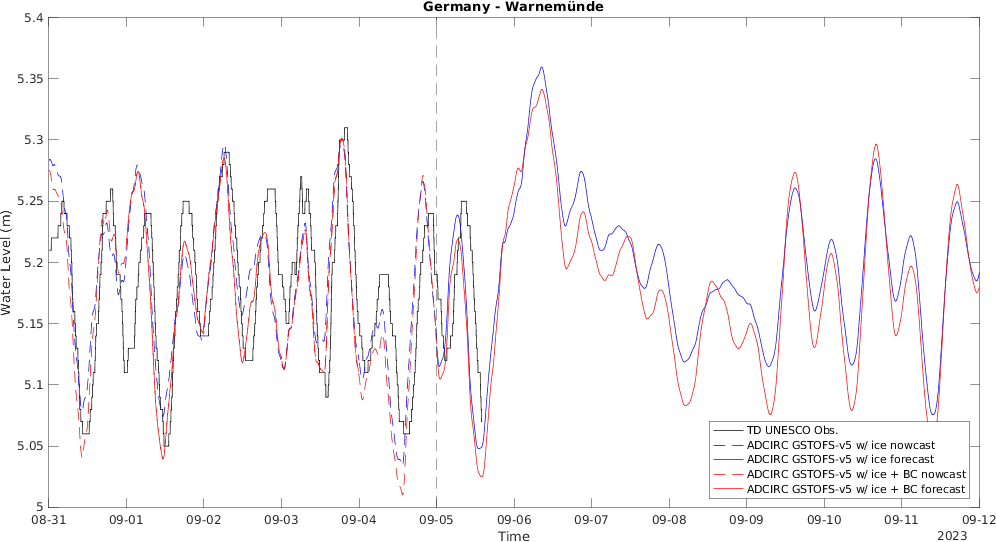 Germany - Warnemünde
5.4
5.35
5.3
5.25
5.2
5.15
5.1
5.05
5
Water Level (m)
TD UNESCO Obs.
ADCIRC GSTOFS-v5 w/ ice nowcast
ADCIRC GSTOFS-v5 w/ ice forecast
ADCIRC GSTOFS-v5 w/ ice + BC nowcast
ADCIRC GSTOFS-v5 w/ ice + BC forecast
08-31 09-01 09-02 09-03 09-04 09-05 09-06 09-07 09-08 09-09 09-10 09-11 09-12
Time
2023